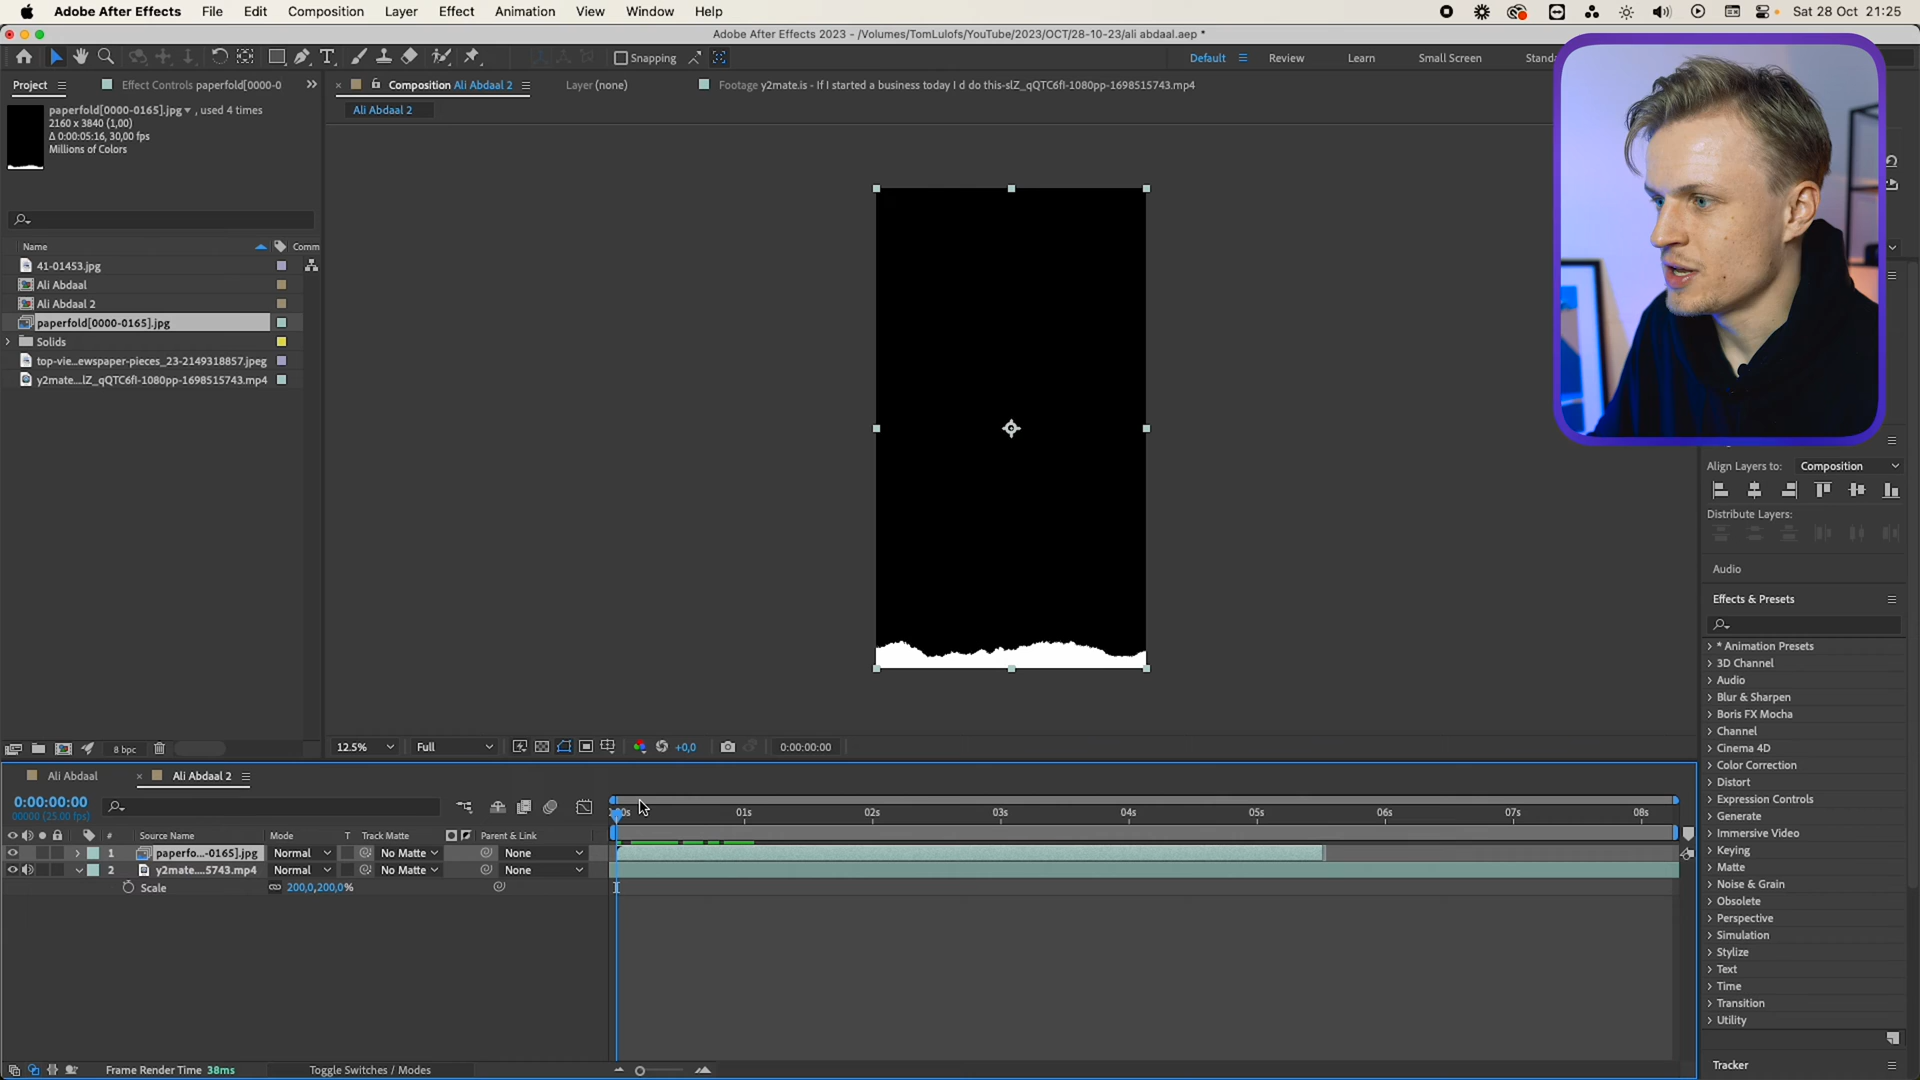 Adobe After Effects File Edit Composition Layer Effect Animation View Window Help Sat 28 Oct 21:25
Adobe After Effects 2023 - /Volumes/TomLulofs/YouTube/2023/OCT/28-10-23/ali abdaal.aep *
Snapping Default Review Learn Small Screen
Project Effect Controls paperfold[0000-0 Composition Ali Abdaal 2 Layer (none) Footage y2mate.is - If I started a business today I d do this-slZ_qQTC6fI-1080pp-1698515743.mp4
paperfold[0000-0165].jpg , used 4 times
2160 x 3840 (1,00)
Δ 0:00:05:16, 30,00 fps
Millions of Colors
Ali Abdaal 2
Name Comm
41-01453.jpg
Ali Abdaal
Ali Abdaal 2
paperfold[0000-0165].jpg
Solids
top-vie...ewspaper-pieces_23-2149318857.jpeg
y2mate....lZ_qQTC6fI-1080pp-1698515743.mp4
Align Layers to: Composition
Distribute Layers:
Audio
Effects & Presets
* Animation Presets
3D Channel
Audio
Blur & Sharpen
Boris FX Mocha
Channel
Cinema 4D
Color Correction
Distort
Expression Controls
Generate
Immersive Video
Keying
Matte
Noise & Grain
Obsolete
Perspective
Simulation
Stylize
Text
Time
Transition
Utility
Tracker
8 bpc 12.5% Full +0,0 0:00:00:00
Ali Abdaal Ali Abdaal 2
0:00:00:00
00000 (25.00 fps)
:00s 01s 02s 03s 04s 05s 06s 07s 08s
# Source Name Mode T Track Matte Parent & Link
1 paperfo...-0165].jpg Normal No Matte None
2 y2mate....5743.mp4 Normal No Matte None
Scale 200,0,200,0%
Frame Render Time 38ms Toggle Switches / Modes